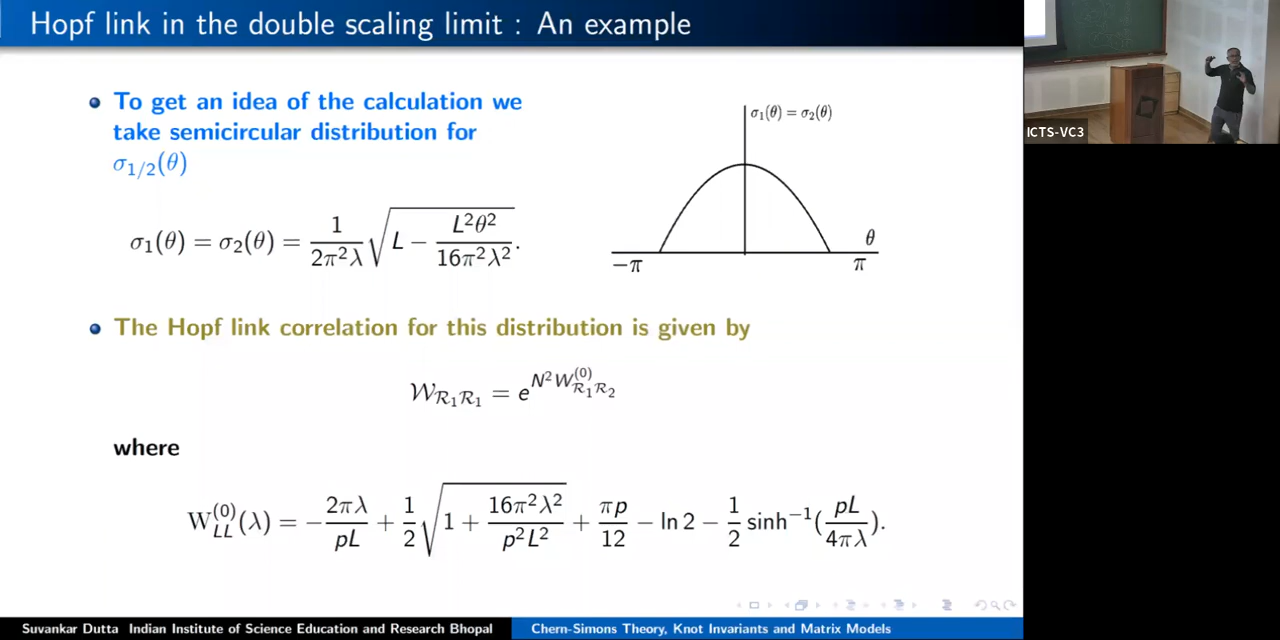 Hopf link in the double scaling limit : An example
To get an idea of the calculation we
take semicircular distribution for
σ₁/₂(θ)
σ₁(θ) = σ₂(θ) = 1/(2π²λ) √(L − L²θ²/(16π²λ²)).
σ₁(θ) = σ₂(θ)
θ
−π π
The Hopf link correlation for this distribution is given by
𝒲_{ℛ₁ℛ₁} = e^{N²W^{(0)}_{ℛ₁ℛ₂}}
where
W^{(0)}_{LL}(λ) = −2πλ/(pL) + 1/2 √(1 + 16π²λ²/(p²L²)) + πp/12 − ln 2 − 1/2 sinh⁻¹(pL/(4πλ)).
Suvankar Dutta Indian Institute of Science Education and Research Bhopal Chern-Simons Theory, Knot Invariants and Matrix Models
ICTS-VC3